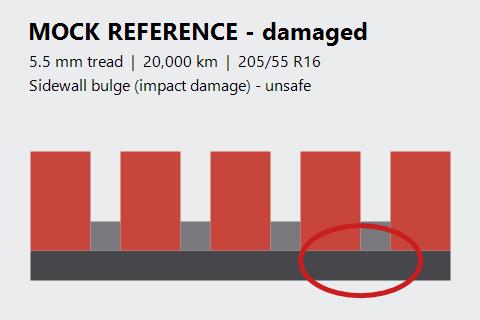 MOCK REFERENCE - damaged
5.5 mm tread | 20,000 km | 205/55 R16
Sidewall bulge (impact damage) - unsafe